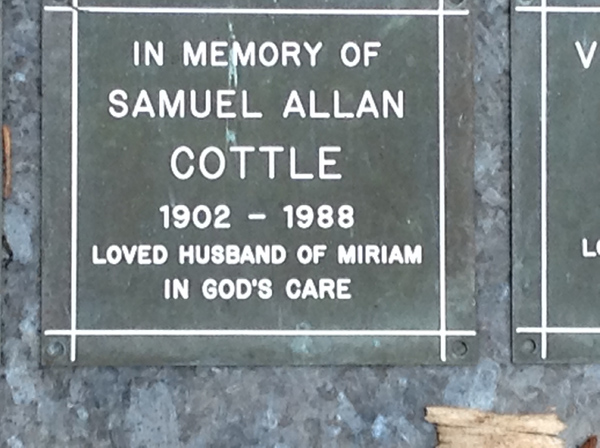 IN MEMORY OF
SAMUEL ALLAN
COTTLE
1902 - 1988
LOVED HUSBAND OF MIRIAM
IN GOD'S CARE